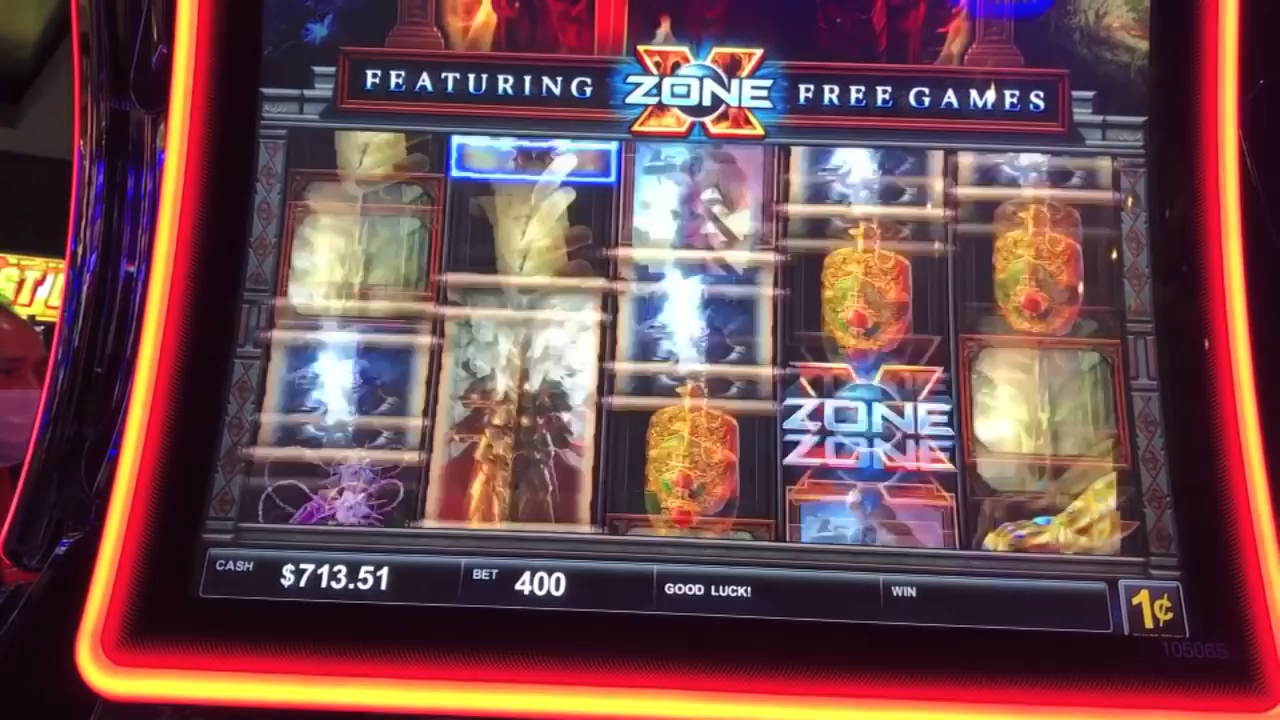 FEATURING ZONE X FREE GAMES
ZONE
ZONE
CASH $713.51 BET 400 GOOD LUCK! WIN 1¢
105065